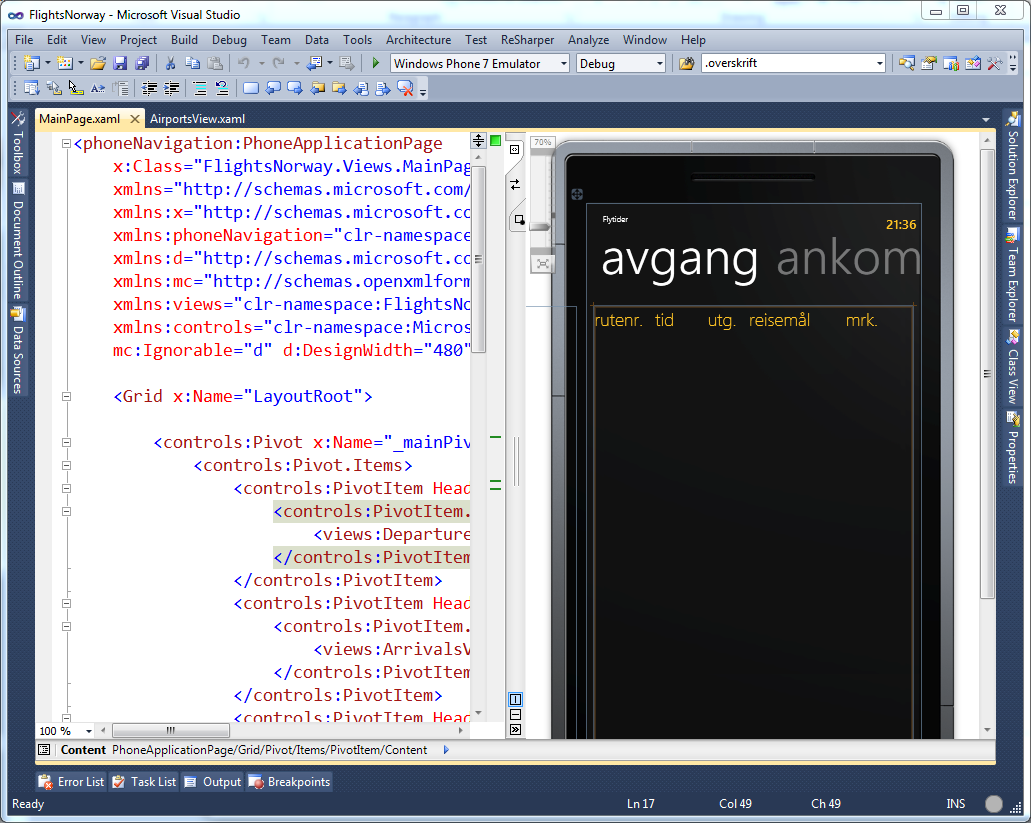 FlightsNorway - Microsoft Visual Studio
File Edit View Project Build Debug Team Data Tools Architecture Test ReSharper Analyze Window Help
Windows Phone 7 Emulator Debug .overskrift
MainPage.xaml AirportsView.xaml
Toolbox
Document Outline
Data Sources
<phoneNavigation:PhoneApplicationPage
x:Class="FlightsNorway.Views.MainPag
xmlns="http://schemas.microsoft.com/
xmlns:x="http://schemas.microsoft.co
xmlns:phoneNavigation="clr-namespace
xmlns:d="http://schemas.microsoft.co
xmlns:mc="http://schemas.openxmlform
xmlns:views="clr-namespace:FlightsNo
xmlns:controls="clr-namespace:Micros
mc:Ignorable="d" d:DesignWidth="480"
<Grid x:Name="LayoutRoot">
<controls:Pivot x:Name="_mainPiv
<controls:Pivot.Items>
<controls:PivotItem Head
<controls:PivotItem.
<views:Departure
</controls:PivotItem
</controls:PivotItem>
<controls:PivotItem Head
<controls:PivotItem.
<views:ArrivalsV
</controls:PivotItem
</controls:PivotItem>
<controls:PivotItem Head
100 %
70%
Flytider
21:36
avgang ankom
rutenr. tid utg. reisemål mrk.
Solution Explorer
Team Explorer
Class View
Properties
Content PhoneApplicationPage/Grid/Pivot/Items/PivotItem/Content
Error List Task List Output Breakpoints
Ready Ln 17 Col 49 Ch 49 INS